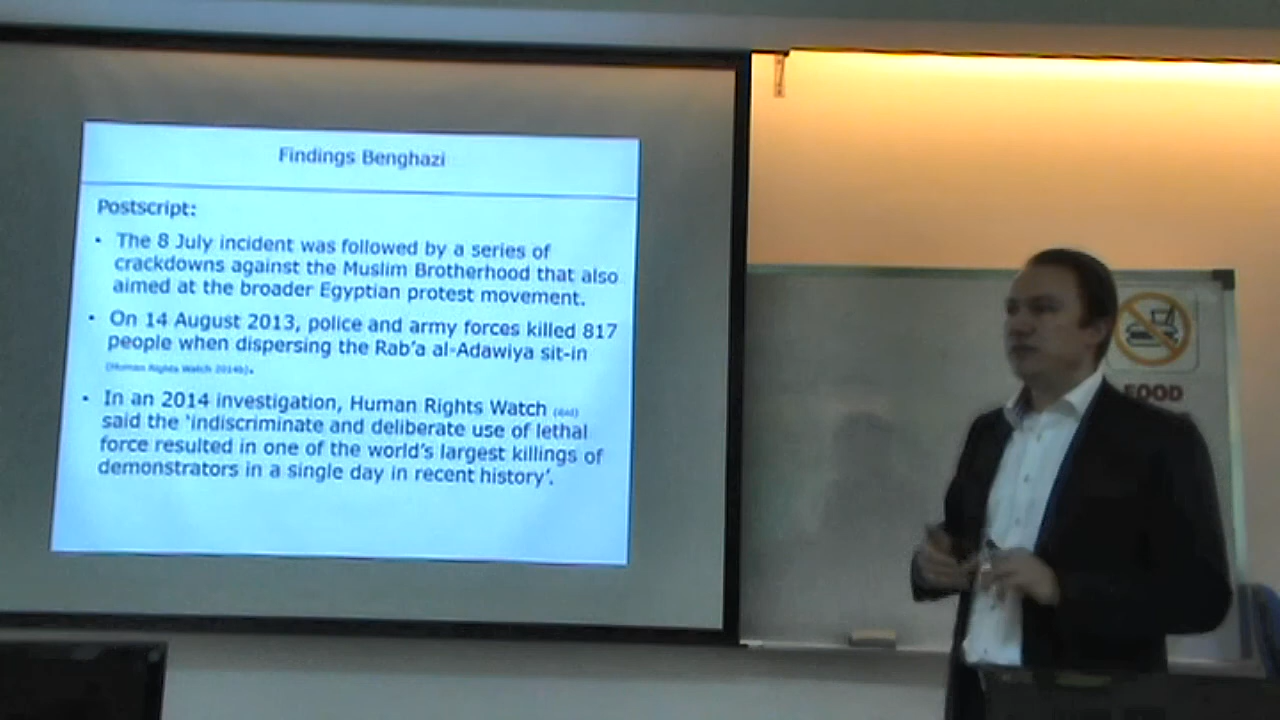 Findings Benghazi
Postscript:
• The 8 July incident was followed by a series of
crackdowns against the Muslim Brotherhood that also
aimed at the broader Egyptian protest movement.
• On 14 August 2013, police and army forces killed 817
people when dispersing the Rab'a al-Adawiya sit-in
(Human Rights Watch 2014b).
• In an 2014 investigation, Human Rights Watch (ibid)
said the 'indiscriminate and deliberate use of lethal
force resulted in one of the world's largest killings of
demonstrators in a single day in recent history'.
FOOD